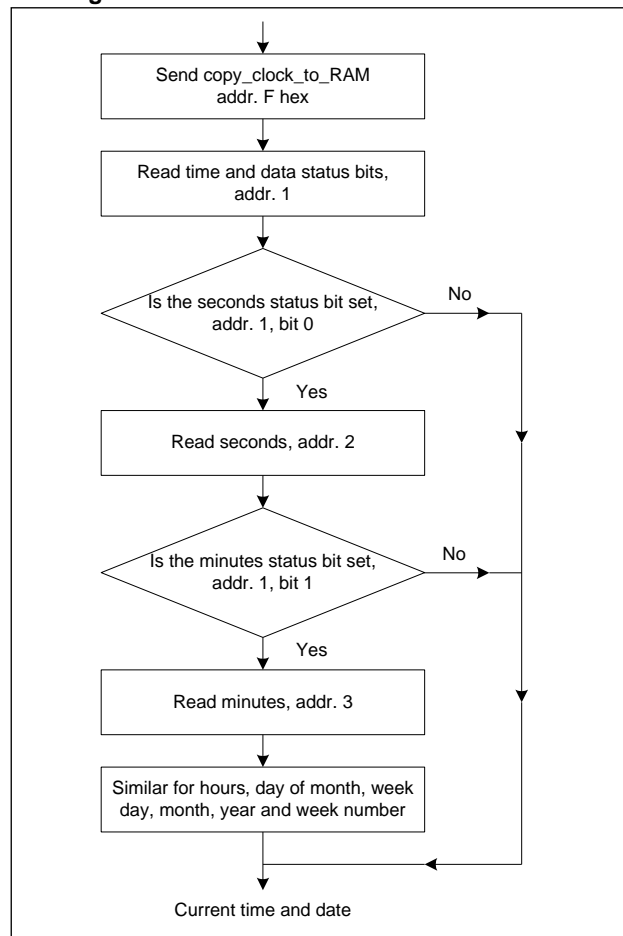 Send copy_clock_to_RAM
addr. F hex
Read time and data status bits,
addr. 1
Is the seconds status bit set,
addr. 1, bit 0
No
Yes
Read seconds, addr. 2
Is the minutes status bit set,
addr. 1, bit 1
No
Yes
Read minutes, addr. 3
Similar for hours, day of month, week
day, month, year and week number
Current time and date